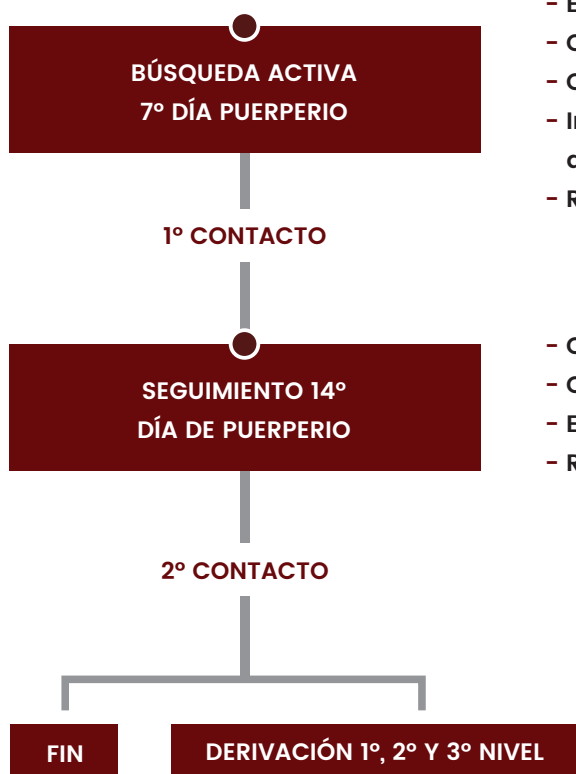 BÚSQUEDA ACTIVA
7º DÍA PUERPERIO
1º CONTACTO
SEGUIMIENTO 14º
DÍA DE PUERPERIO
2º CONTACTO
FIN
DERIVACIÓN 1º, 2º Y 3º NIVEL